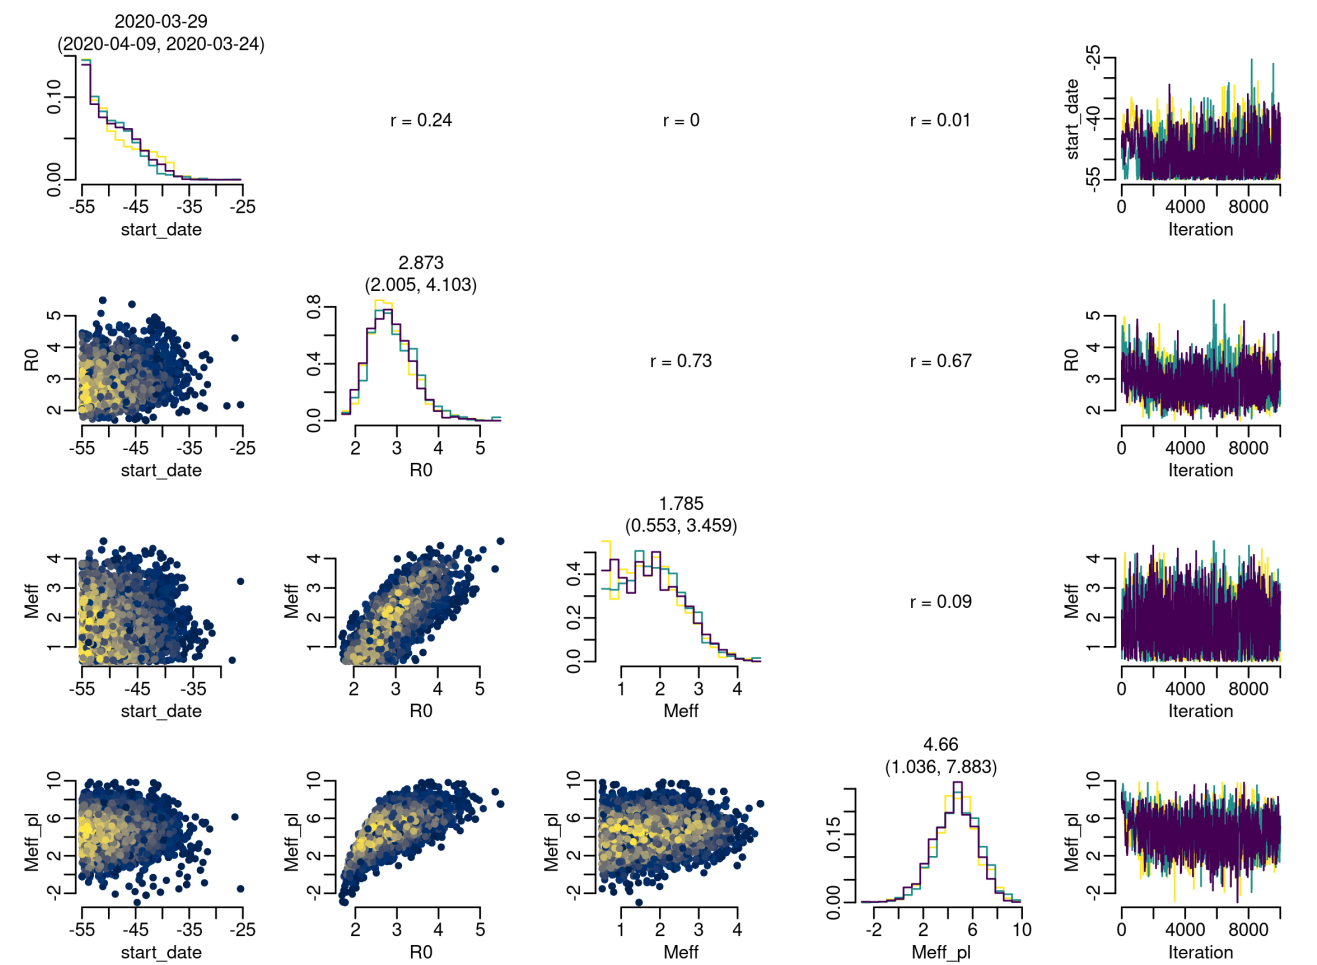 2020-03-29
(2020-04-09, 2020-03-24)
0.00 0.10
-55 -45 -35 -25
start_date
r = 0.24
r = 0
r = 0.01
start_date
-55 -40 -25
0 4000 8000
Iteration
R0
2 3 4 5
-55 -45 -35 -25
start_date
2.873
(2.005, 4.103)
0.0 0.4 0.8
2 3 4 5
R0
r = 0.73
r = 0.67
R0
2 3 4 5
0 4000 8000
Iteration
Meff
1 2 3 4
-55 -45 -35
start_date
Meff
1 2 3 4
2 3 4 5
R0
1.785
(0.553, 3.459)
0.0 0.2 0.4
1 2 3 4
Meff
r = 0.09
Meff
1 2 3 4
0 4000 8000
Iteration
Meff_pl
-2 2 6 10
-55 -45 -35 -25
start_date
Meff_pl
-2 2 6 10
2 3 4 5
R0
Meff_pl
-2 2 6 10
1 2 3 4
Meff
4.66
(1.036, 7.883)
0.00 0.15
-2 2 6 10
Meff_pl
Meff_pl
-2 2 6 10
0 4000 8000
Iteration